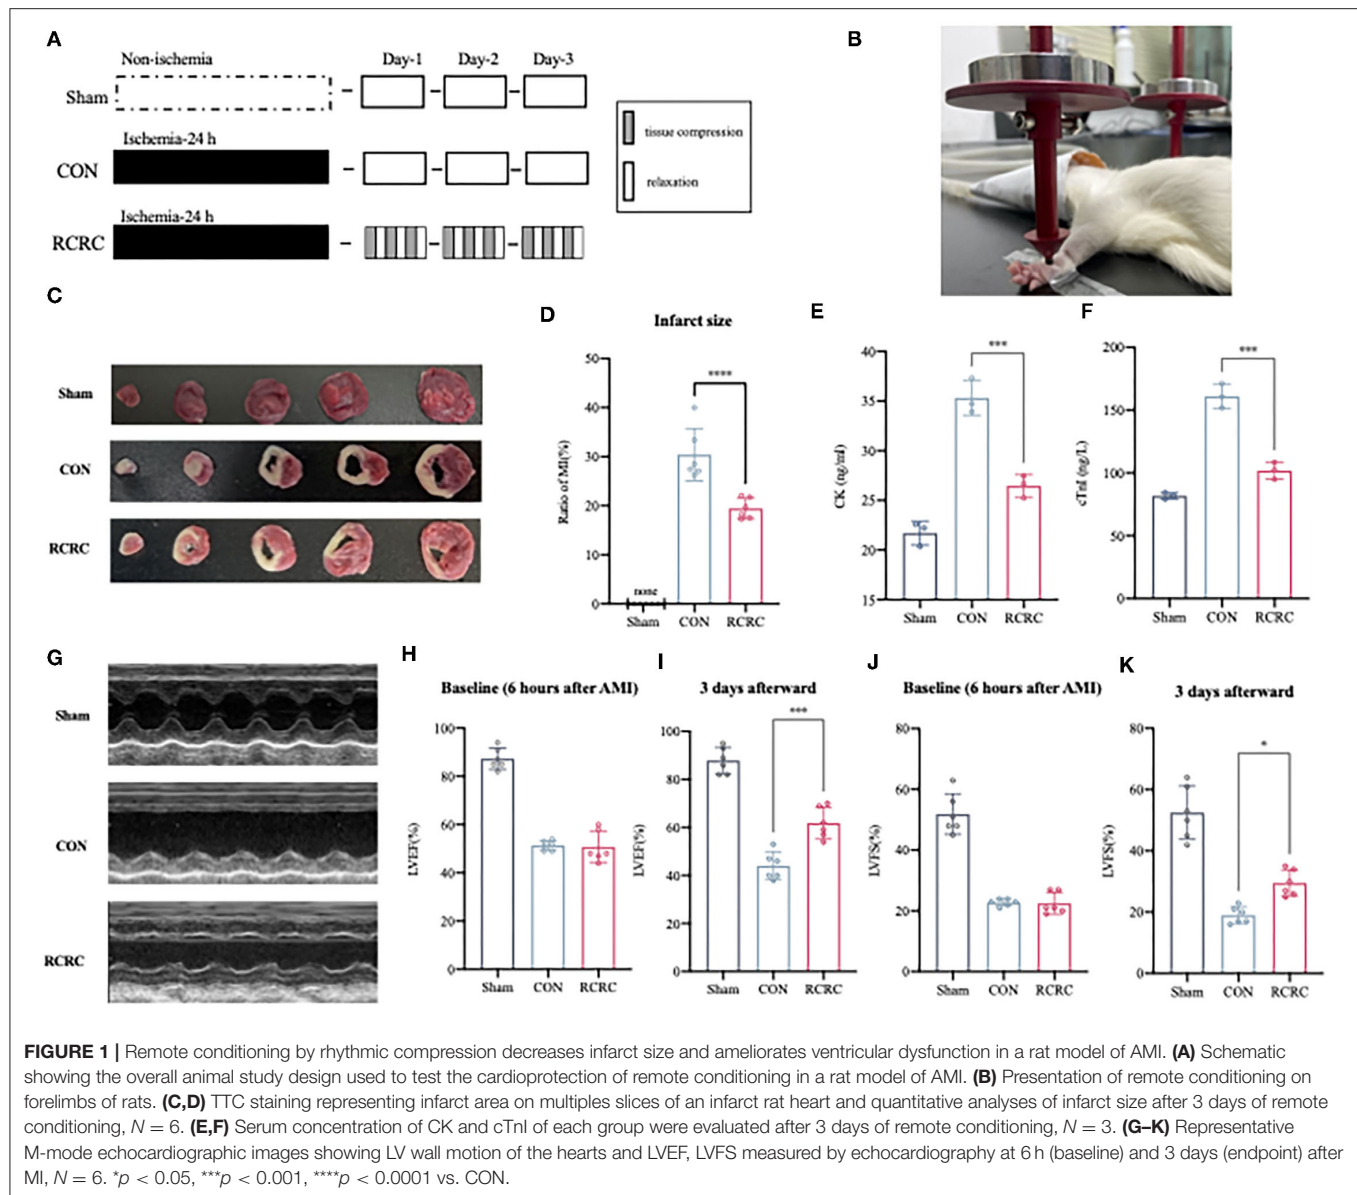 A
Non-ischemia
Day-1
Day-2
Day-3
Sham
Ischemia-24 h
CON
Ischemia-24 h
RCRC
tissue compression
relaxation
B
C
Sham
CON
RCRC
D
Infarct size
Ratio of MI(%)
50
40
30
20
10
0
****
none
Sham
CON
RCRC
E
CK (ng/ml)
40
35
30
25
20
15
***
Sham
CON
RCRC
F
cTnI (ng/L)
200
150
100
50
0
***
Sham
CON
RCRC
G
Sham
CON
RCRC
H
Baseline (6 hours after AMI)
LVEF(%)
100
80
60
40
20
0
Sham
CON
RCRC
I
3 days afterward
LVEF(%)
100
80
60
40
20
0
***
Sham
CON
RCRC
J
Baseline (6 hours after AMI)
LVFS(%)
80
60
40
20
0
Sham
CON
RCRC
K
3 days afterward
LVFS(%)
80
60
40
20
0
*
Sham
CON
RCRC
FIGURE 1 | Remote conditioning by rhythmic compression decreases infarct size and ameliorates ventricular dysfunction in a rat model of AMI. (A) Schematic
showing the overall animal study design used to test the cardioprotection of remote conditioning in a rat model of AMI. (B) Presentation of remote conditioning on
forelimbs of rats. (C,D) TTC staining representing infarct area on multiples slices of an infarct rat heart and quantitative analyses of infarct size after 3 days of remote
conditioning, N = 6. (E,F) Serum concentration of CK and cTnI of each group were evaluated after 3 days of remote conditioning, N = 3. (G–K) Representative
M-mode echocardiographic images showing LV wall motion of the hearts and LVEF, LVFS measured by echocardiography at 6 h (baseline) and 3 days (endpoint) after
MI, N = 6. *p < 0.05, ***p < 0.001, ****p < 0.0001 vs. CON.